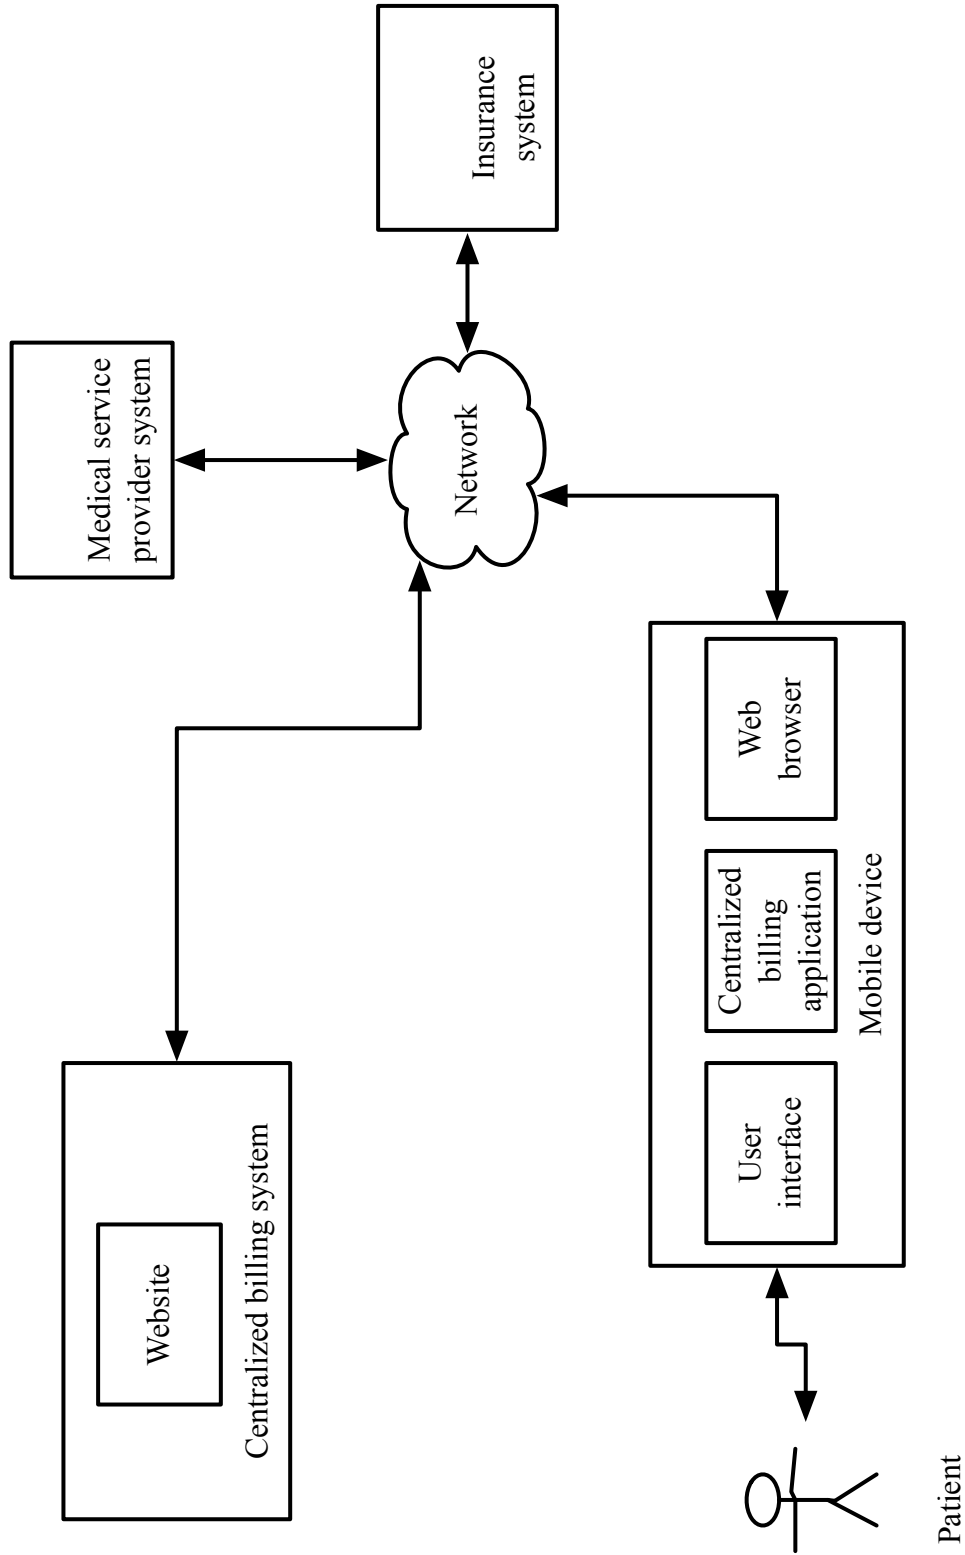 Website
Centralized billing system
Medical service
provider system
Insurance
system
Network
Patient
User
interface
Centralized
billing
application
Web
browser
Mobile device